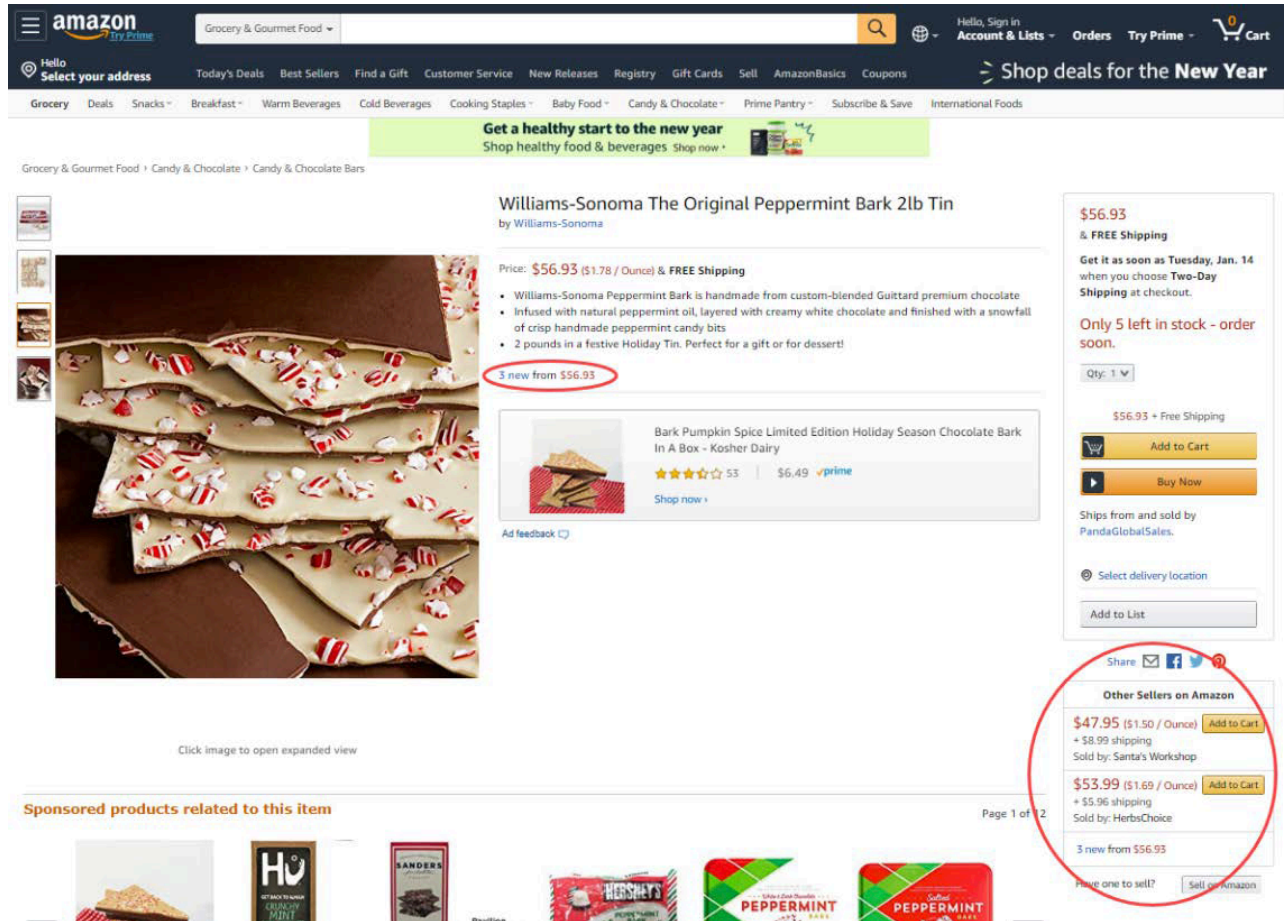 amazon
Try Prime
Grocery & Gourmet Food
Hello, Sign in
Account & Lists
Orders
Try Prime
0
Cart
Hello
Select your address
Today's Deals
Best Sellers
Find a Gift
Customer Service
New Releases
Registry
Gift Cards
Sell
AmazonBasics
Coupons
Shop deals for the New Year
Grocery
Deals
Snacks
Breakfast
Warm Beverages
Cold Beverages
Cooking Staples
Baby Food
Candy & Chocolate
Prime Pantry
Subscribe & Save
International Foods
Get a healthy start to the new year
Shop healthy food & beverages Shop now ›
Grocery & Gourmet Food › Candy & Chocolate › Candy & Chocolate Bars
Williams-Sonoma The Original Peppermint Bark 2lb Tin
by Williams-Sonoma
Price: $56.93 ($1.78 / Ounce) & FREE Shipping
• Williams-Sonoma Peppermint Bark is handmade from custom-blended Guittard premium chocolate
• Infused with natural peppermint oil, layered with creamy white chocolate and finished with a snowfall
of crisp handmade peppermint candy bits
• 2 pounds in a festive Holiday Tin. Perfect for a gift or for dessert!
3 new from $56.93
Bark Pumpkin Spice Limited Edition Holiday Season Chocolate Bark
In A Box - Kosher Dairy
53 | $6.49 prime
Shop now ›
Ad feedback
Click image to open expanded view
$56.93
& FREE Shipping
Get it as soon as Tuesday, Jan. 14
when you choose Two-Day
Shipping at checkout.
Only 5 left in stock - order
soon.
Qty: 1
$56.93 + Free Shipping
Add to Cart
Buy Now
Ships from and sold by
PandaGlobalSales.
Select delivery location
Add to List
Share
Other Sellers on Amazon
$47.95 ($1.50 / Ounce) Add to Cart
+ $8.99 shipping
Sold by: Santa's Workshop
$53.99 ($1.69 / Ounce) Add to Cart
+ $5.96 shipping
Sold by: HerbsChoice
3 new from $56.93
Have one to sell? Sell on Amazon
Sponsored products related to this item
Page 1 of 12
Hu
GET BACK TO HUMAN
CRUNCHY
MINT
SANDERS
HERSHEY'S
PEPPERMINT
BARK
PEPPERMINT
BARK